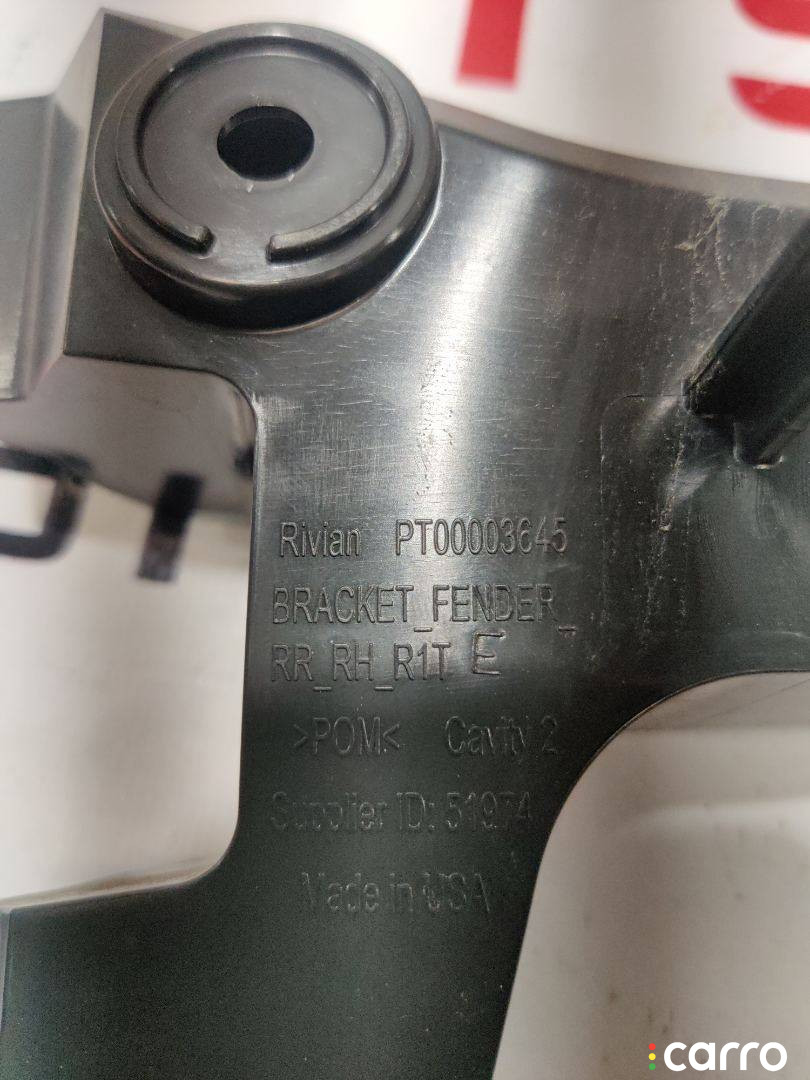 Rivian PT00003645
BRACKET_FENDER_
RR_RH_R1T E
>POM< Cavity 2
Supplier ID: 51974
Made in USA
carro